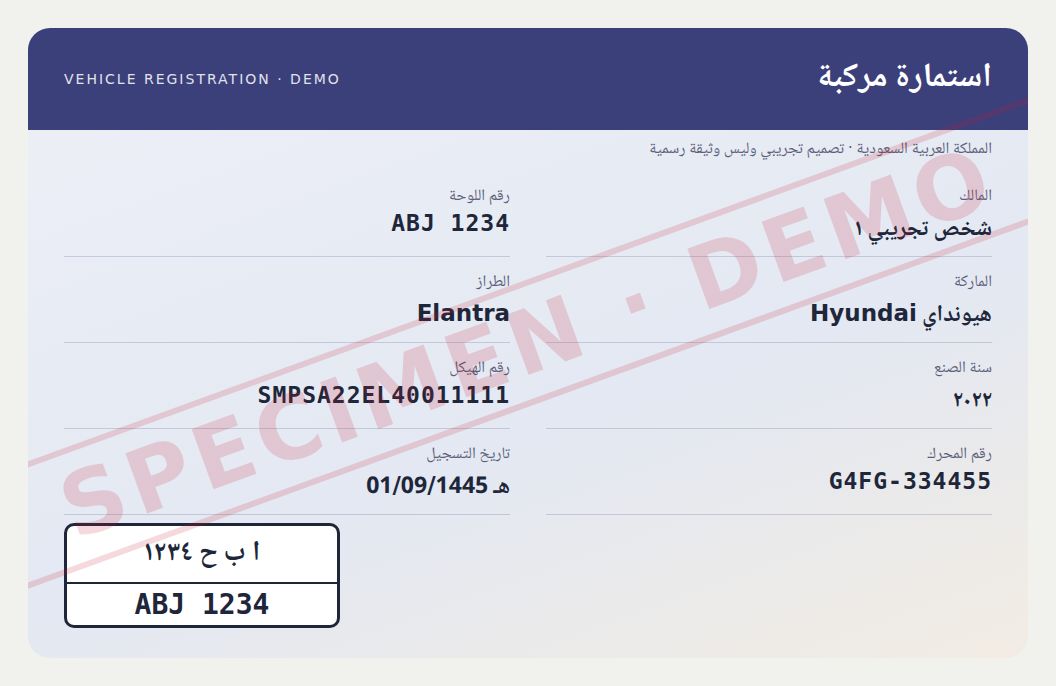 استمارة مركبة
VEHICLE REGISTRATION · DEMO
المملكة العربية السعودية · تصميم تجريبي وليس وثيقة رسمية
المالك
شخص تجريبي ١
رقم اللوحة
ABJ 1234
الماركة
هيونداي Hyundai
الطراز
Elantra
سنة الصنع
٢٠٢٢
رقم الهيكل
SMPSA22EL40011111
رقم المحرك
G4FG-334455
تاريخ التسجيل
01/09/1445 هـ
ا ب ح ١٢٣٤
ABJ 1234
SPECIMEN · DEMO